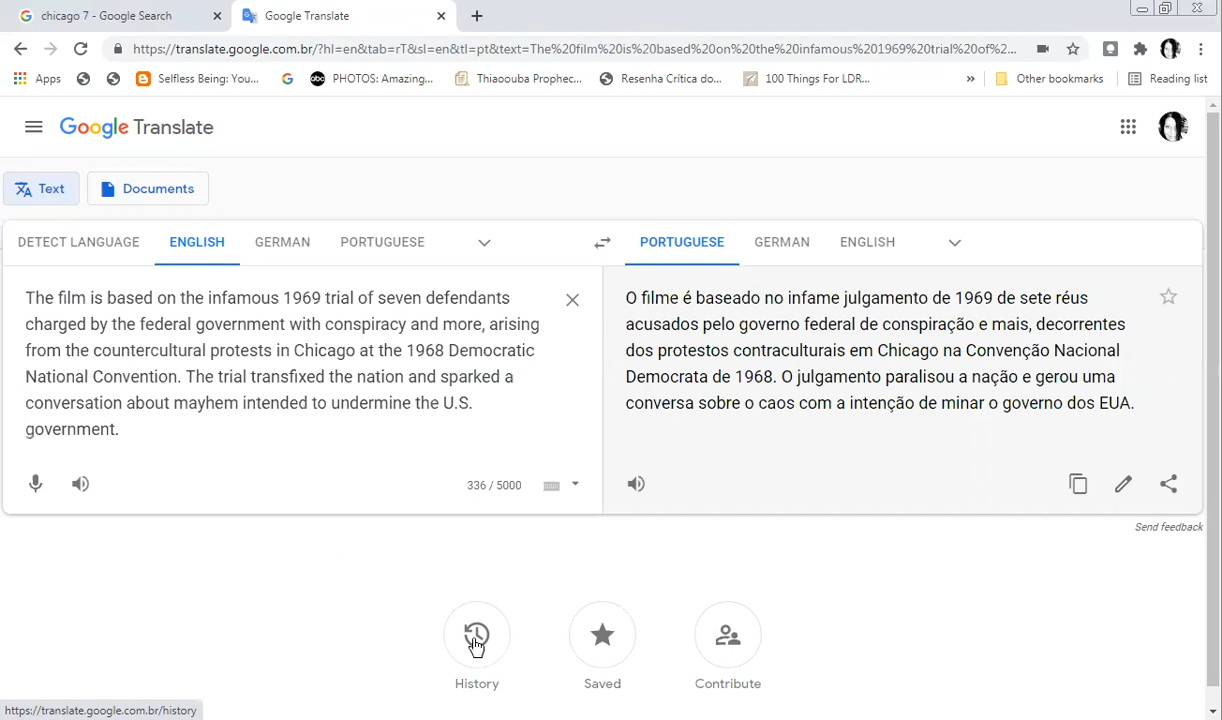 chicago 7 - Google Search
Google Translate
https://translate.google.com.br/?hl=en&tab=rT&sl=en&tl=pt&text=The%20film%20is%20based%20on%20the%20infamous%201969%20trial%20of%20...
Apps
Selfless Being: You...
abc
PHOTOS: Amazing...
Thiaoouba Prophec...
Resenha Crítica do...
100 Things For LDR...
»
Other bookmarks
Reading list
Google Translate
Text
Documents
DETECT LANGUAGE
ENGLISH
GERMAN
PORTUGUESE
PORTUGUESE
GERMAN
ENGLISH
The film is based on the infamous 1969 trial of seven defendants
charged by the federal government with conspiracy and more, arising
from the countercultural protests in Chicago at the 1968 Democratic
National Convention. The trial transfixed the nation and sparked a
conversation about mayhem intended to undermine the U.S.
government.
336 / 5000
O filme é baseado no infame julgamento de 1969 de sete réus
acusados pelo governo federal de conspiração e mais, decorrentes
dos protestos contraculturais em Chicago na Convenção Nacional
Democrata de 1968. O julgamento paralisou a nação e gerou uma
conversa sobre o caos com a intenção de minar o governo dos EUA.
Send feedback
History
Saved
Contribute
https://translate.google.com.br/history